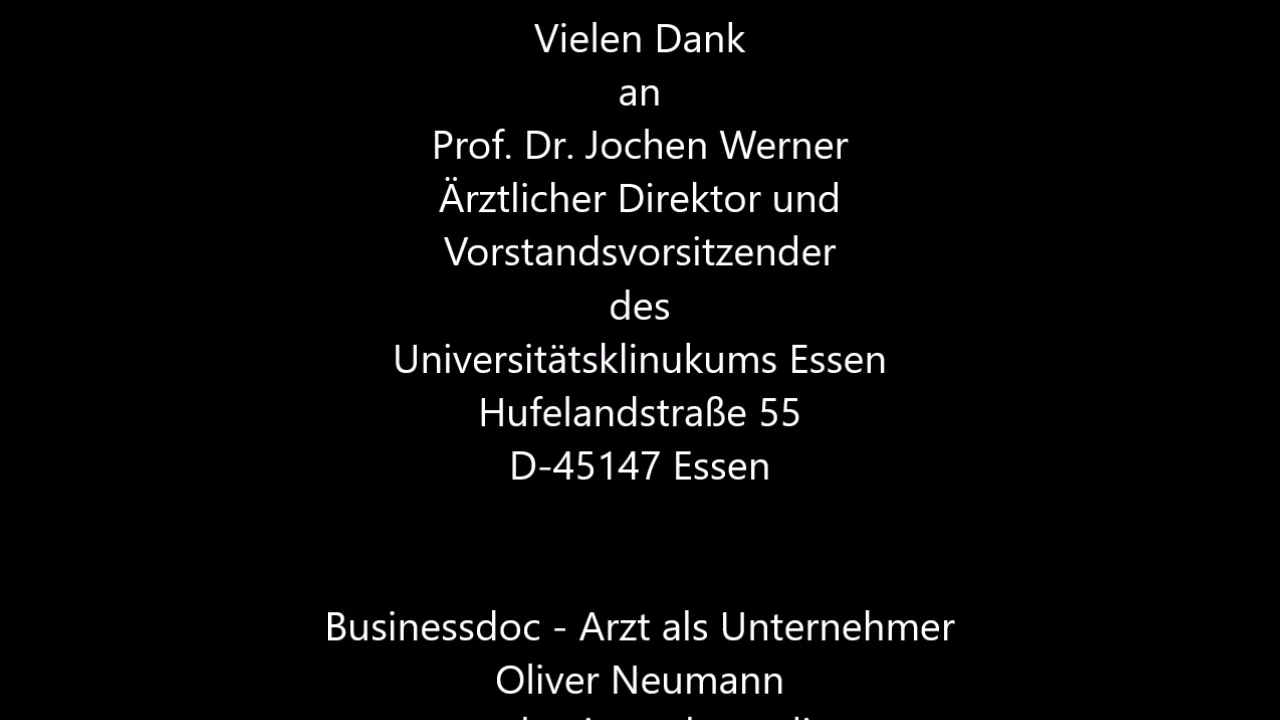 Vielen Dank
an
Prof. Dr. Jochen Werner
Ärztlicher Direktor und
Vorstandsvorsitzender
des
Universitätsklinukums Essen
Hufelandstraße 55
D-45147 Essen
Businessdoc - Arzt als Unternehmer
Oliver Neumann